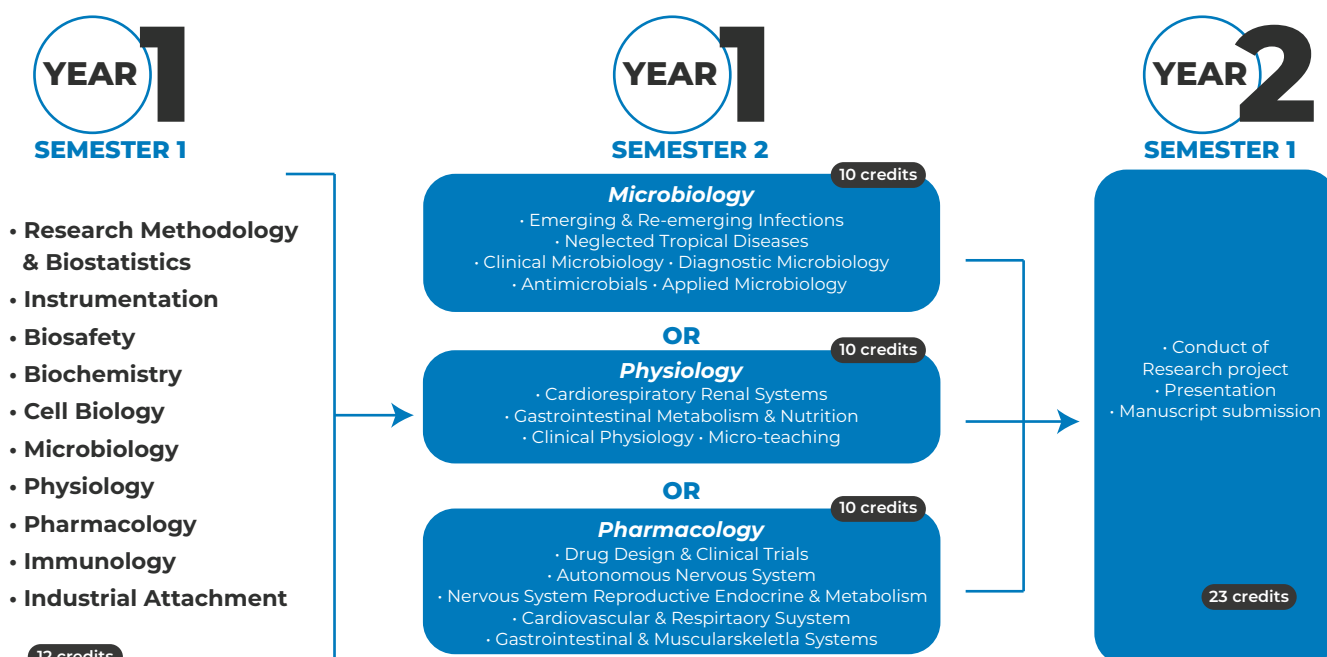 YEAR 1
SEMESTER 1
• Research Methodology
& Biostatistics
• Instrumentation
• Biosafety
• Biochemistry
• Cell Biology
• Microbiology
• Physiology
• Pharmacology
• Immunology
• Industrial Attachment
12 credits
YEAR 1
SEMESTER 2
10 credits
Microbiology
• Emerging & Re-emerging Infections
• Neglected Tropical Diseases
• Clinical Microbiology • Diagnostic Microbiology
• Antimicrobials • Applied Microbiology
OR
10 credits
Physiology
• Cardiorespiratory Renal Systems
• Gastrointestinal Metabolism & Nutrition
• Clinical Physiology • Micro-teaching
OR
10 credits
Pharmacology
• Drug Design & Clinical Trials
• Autonomous Nervous System
• Nervous System Reproductive Endocrine & Metabolism
• Cardiovascular & Respirtaory Suystem
• Gastrointestinal & Muscularskeletla Systems
YEAR 2
SEMESTER 1
• Conduct of
Research project
• Presentation
• Manuscript submission
23 credits